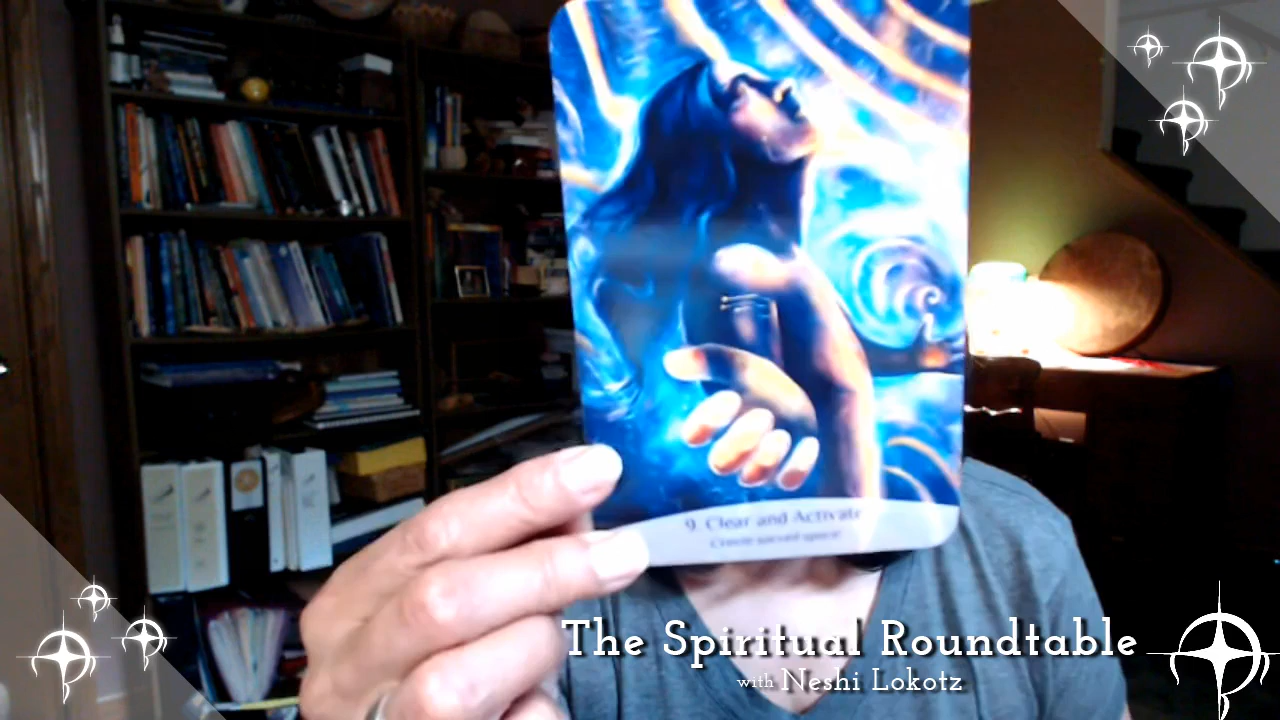 9. Clear and Activate
Create sacred space!
The Spiritual Roundtable
with Neshi Lokotz